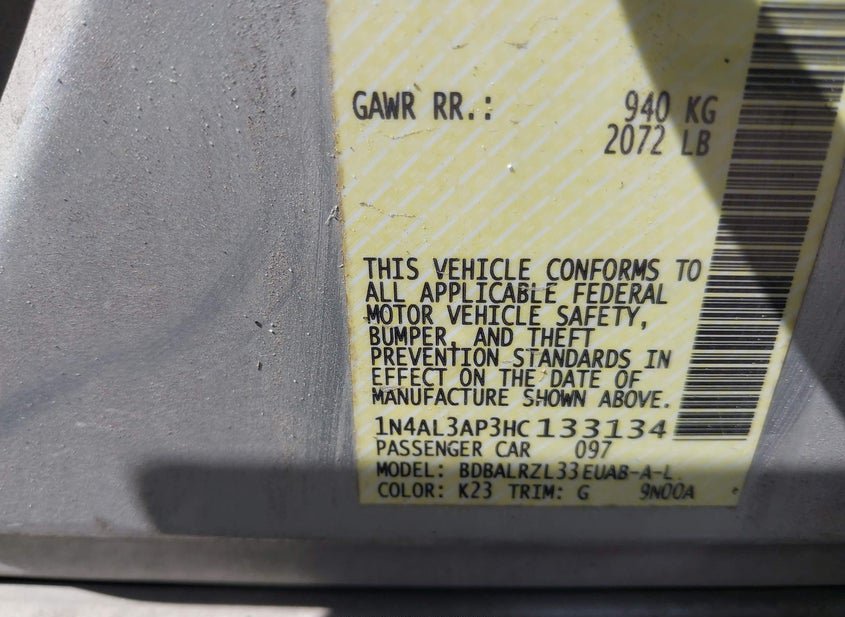 GAWR RR.: 940 KG
2072 LB
THIS VEHICLE CONFORMS TO
ALL APPLICABLE FEDERAL
MOTOR VEHICLE SAFETY,
BUMPER, AND THEFT
PREVENTION STANDARDS IN
EFFECT ON THE DATE OF
MANUFACTURE SHOWN ABOVE.
1N4AL3AP3HC133134
PASSENGER CAR 097
MODEL: BDBALRZL33EUAB-A-L
COLOR: K23 TRIM: G 9N00A